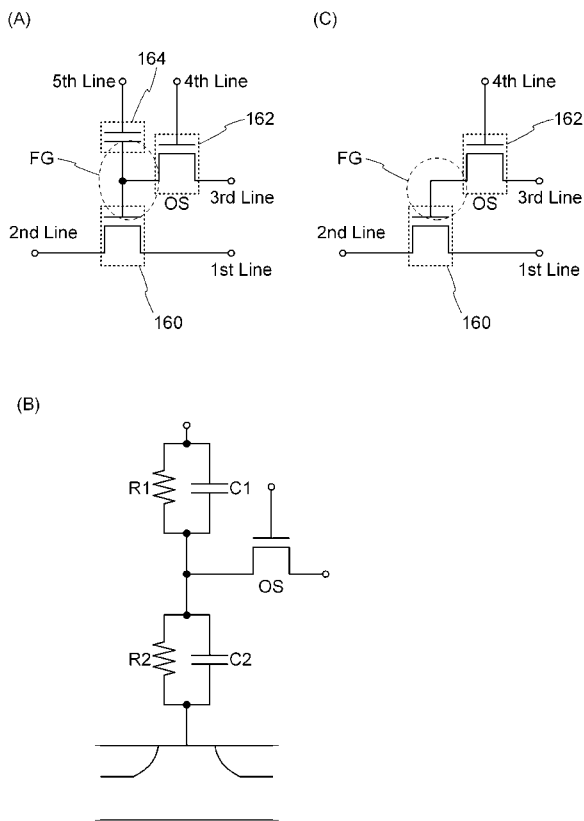 (A)
164
5th Line
4th Line
162
FG
OS
3rd Line
2nd Line
1st Line
160
(C)
4th Line
162
FG
OS
3rd Line
2nd Line
1st Line
160
(B)
R1
C1
OS
R2
C2